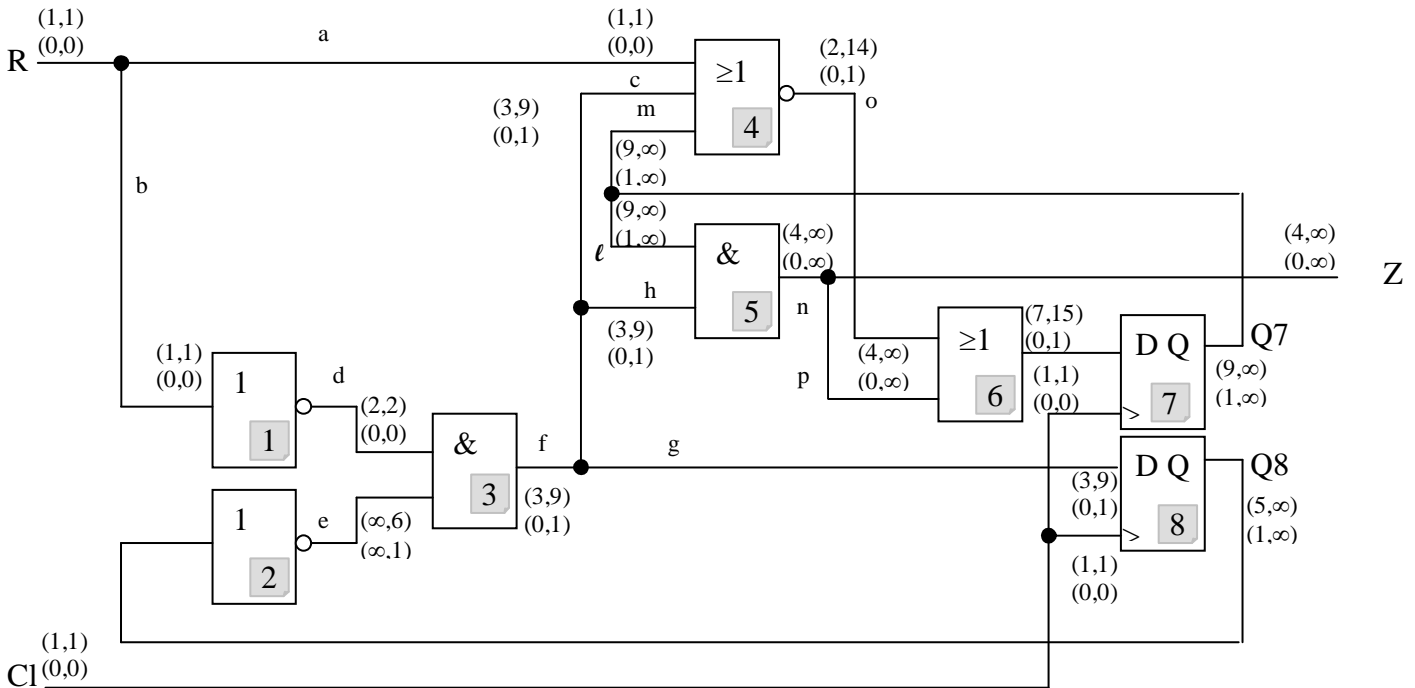 (1,1)
(0,0)
R
a
(1,1)
(0,0)
c
(3,9)
(0,1)
m
≥1
4
(2,14)
(0,1)
o
(9,∞)
(1,∞)
(9,∞)
(1,∞)
ℓ
b
&
5
(4,∞)
(0,∞)
(4,∞)
(0,∞)
Z
h
(3,9)
(0,1)
n
p
(4,∞)
(0,∞)
≥1
6
(7,15)
(0,1)
(1,1)
(0,0)
D Q
>
7
Q7
(9,∞)
(1,∞)
(1,1)
(0,0)
1
1
d
(2,2)
(0,0)
&
3
f
(3,9)
(0,1)
g
(3,9)
(0,1)
D Q
>
8
Q8
(5,∞)
(1,∞)
(1,1)
(0,0)
1
2
e
(∞,6)
(∞,1)
(1,1)
(0,0)
Cl